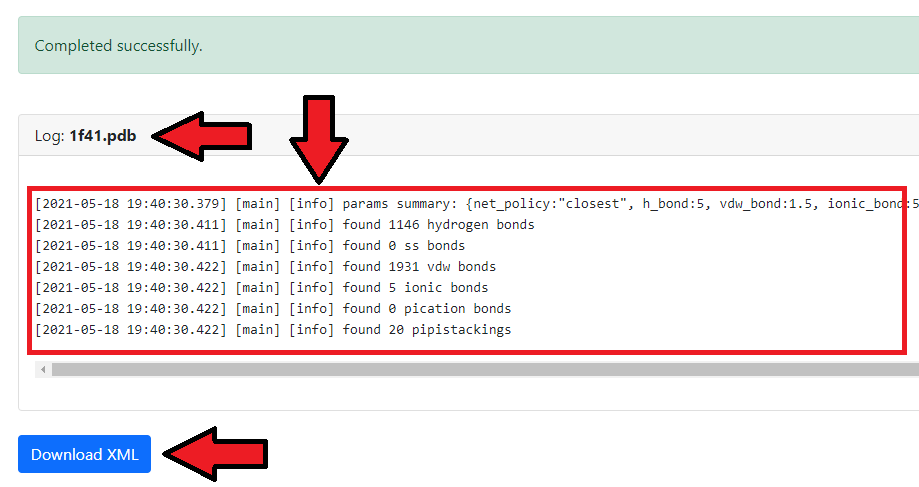 Completed successfully.
Log: 1f41.pdb
[2021-05-18 19:40:30.379] [main] [info] params summary: {net_policy:"closest", h_bond:5, vdw_bond:1.5, ionic_bond:5
[2021-05-18 19:40:30.411] [main] [info] found 1146 hydrogen bonds
[2021-05-18 19:40:30.411] [main] [info] found 0 ss bonds
[2021-05-18 19:40:30.422] [main] [info] found 1931 vdw bonds
[2021-05-18 19:40:30.422] [main] [info] found 5 ionic bonds
[2021-05-18 19:40:30.422] [main] [info] found 0 pication bonds
[2021-05-18 19:40:30.422] [main] [info] found 20 pipistackings
Download XML